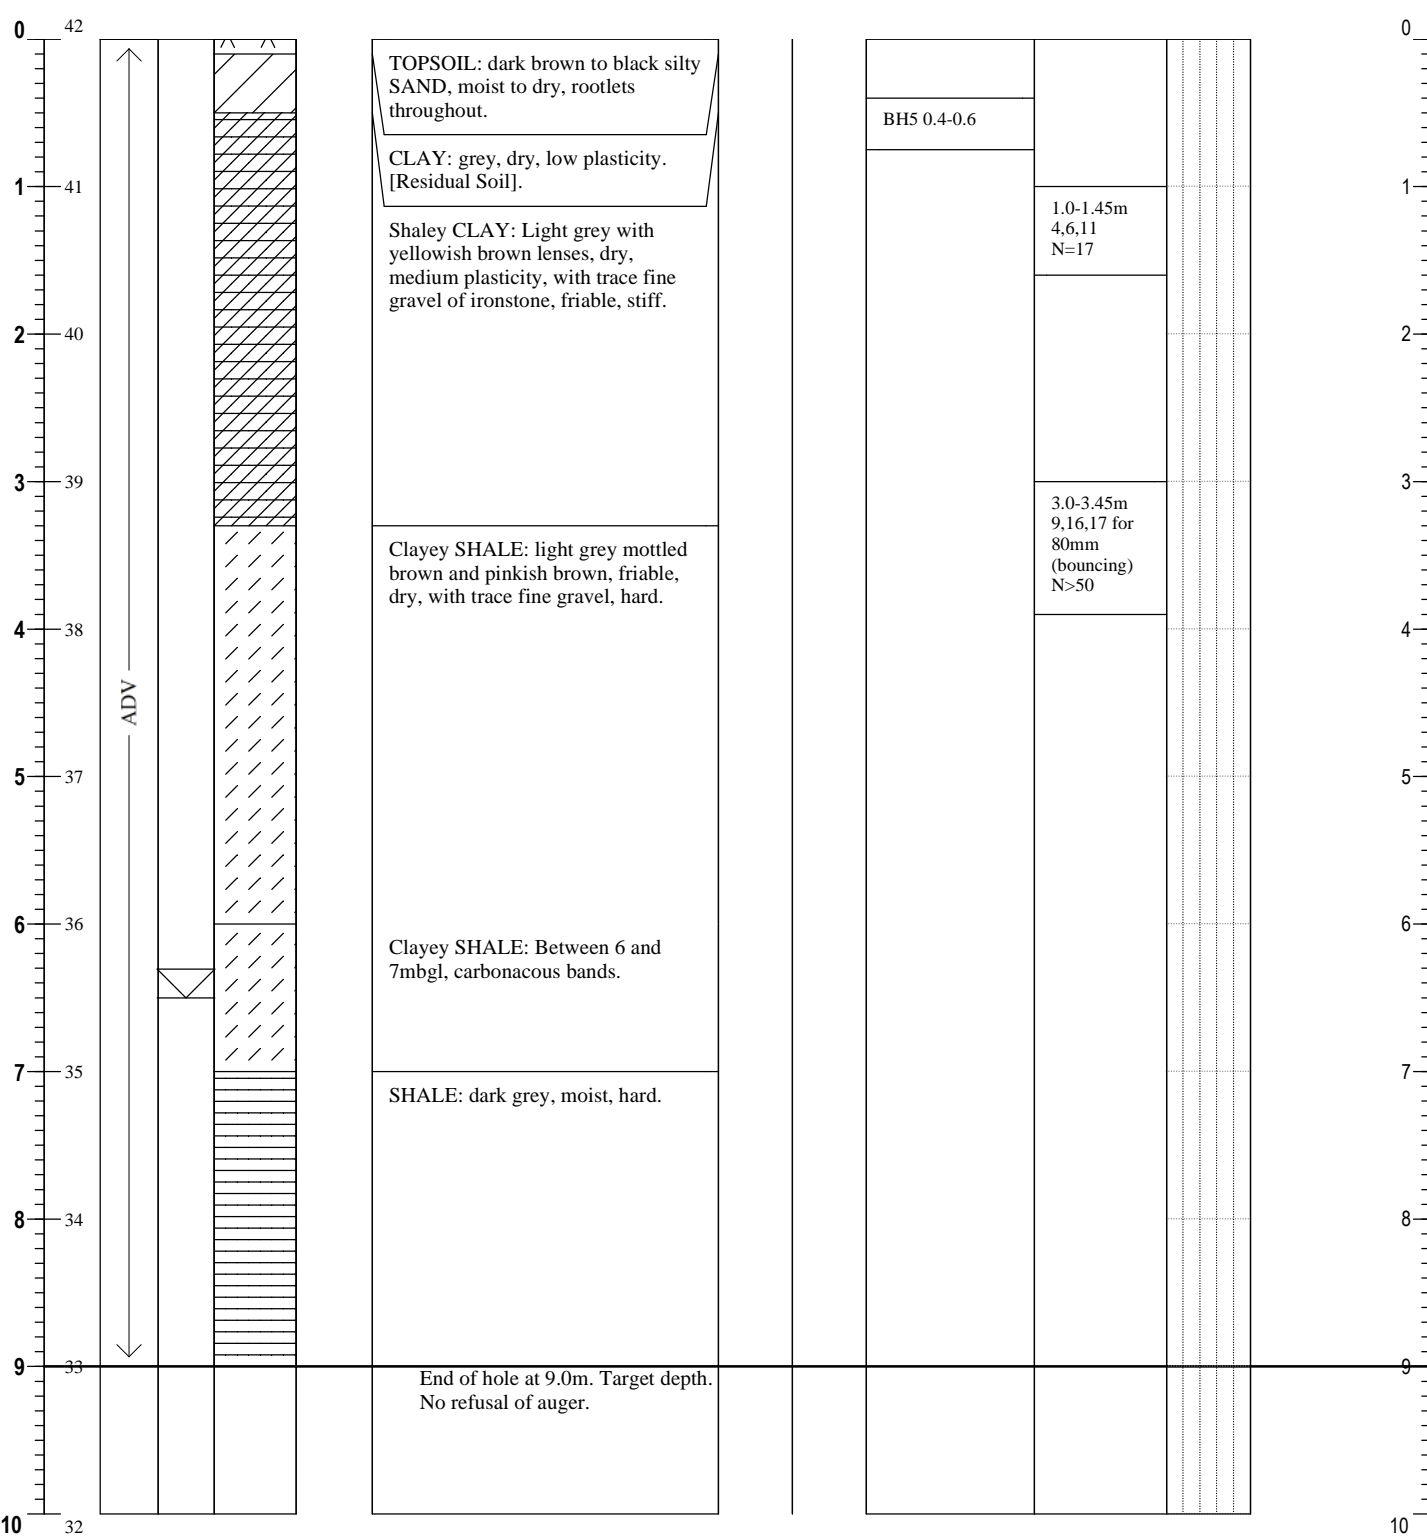 0 42 0
TOPSOIL: dark brown to black silty
SAND, moist to dry, rootlets
throughout.
BH5 0.4-0.6
CLAY: grey, dry, low plasticity.
[Residual Soil].
1 41 1
1.0-1.45m
4,6,11
N=17
Shaley CLAY: Light grey with
yellowish brown lenses, dry,
medium plasticity, with trace fine
gravel of ironstone, friable, stiff.
2 40 2
3 39 3
3.0-3.45m
9,16,17 for
80mm
(bouncing)
N>50
Clayey SHALE: light grey mottled
brown and pinkish brown, friable,
dry, with trace fine gravel, hard.
4 38 4
ADV
5 37 5
6 36 6
Clayey SHALE: Between 6 and
7mbgl, carbonacous bands.
7 35 7
SHALE: dark grey, moist, hard.
8 34 8
9 33 9
End of hole at 9.0m. Target depth.
No refusal of auger.
10 32 10